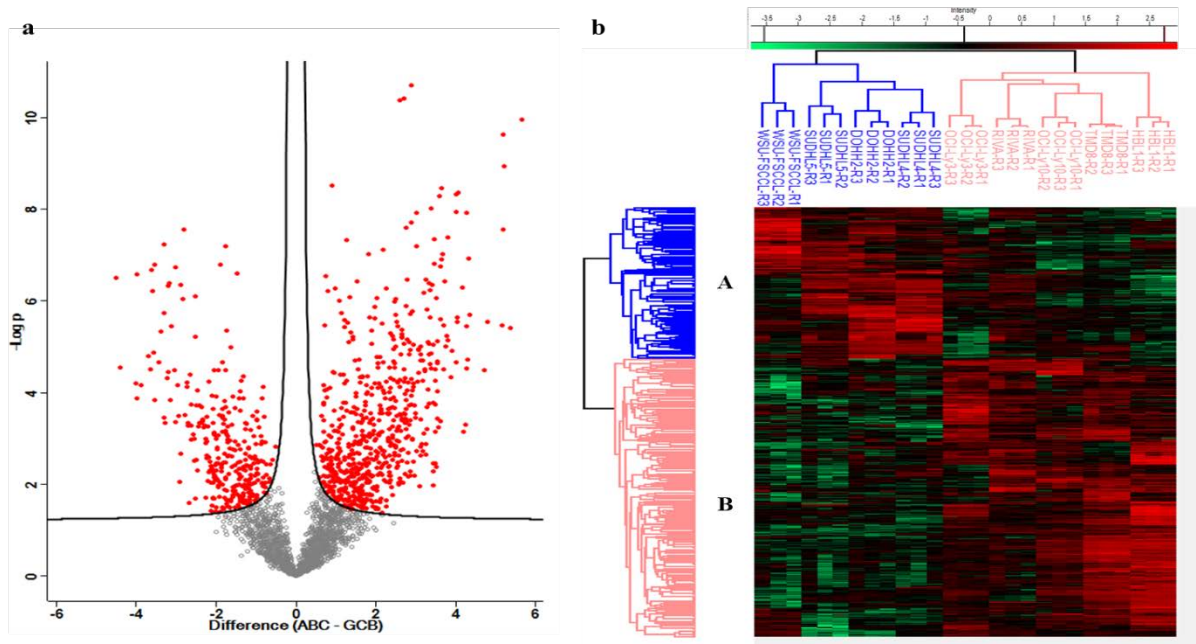 a
-Log p
10
8
6
4
2
0
-6
-4
-2
0
2
4
6
Difference (ABC - GCB)
b
Intensity
-3.5
-3
-2.5
-2
-1.5
-1
-0.5
0
0.5
1
1.5
2
2.5
WSU-FSCCL-R3
WSU-FSCCL-R2
WSU-FSCCL-R1
SUDHL5-R3
SUDHL5-R1
SUDHL5-R2
DOHH2-R3
DOHH2-R2
DOHH2-R1
SUDHL4-R2
SUDHL4-R1
SUDHL4-R3
OCI-Ly3-R3
OCI-Ly3-R2
OCI-Ly3-R1
RIVA-R3
RIVA-R2
RIVA-R1
OCI-Ly10-R2
OCI-Ly10-R3
OCI-Ly10-R1
TMD8-R2
TMD8-R3
TMD8-R1
HBL1-R3
HBL1-R2
HBL1-R1
A
B